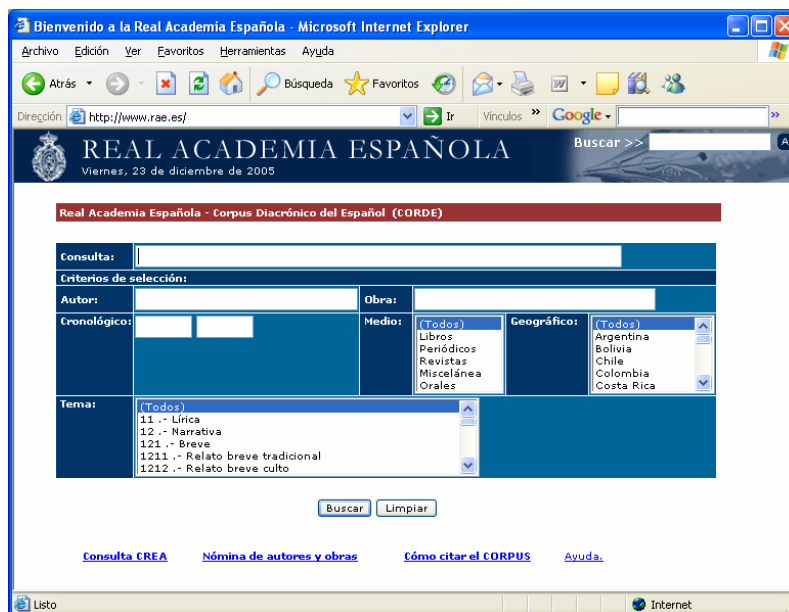 Bienvenido a la Real Academia Española - Microsoft Internet Explorer
Archivo Edición Ver Favoritos Herramientas Ayuda
Atrás Búsqueda Favoritos
Dirección http://www.rae.es/ Ir Vínculos » Google »
REAL ACADEMIA ESPAÑOLA
Buscar >>
Viernes, 23 de diciembre de 2005
Real Academia Española - Corpus Diacrónico del Español (CORDE)
Consulta:
Criterios de selección:
Autor: Obra:
Cronológico: Medio: Geográfico:
(Todos)
Libros
Periódicos
Revistas
Miscelánea
Orales
(Todos)
Argentina
Bolivia
Chile
Colombia
Costa Rica
Tema:
(Todos)
11 .- Lírica
12 .- Narrativa
121 .- Breve
1211 .- Relato breve tradicional
1212 .- Relato breve culto
Buscar Limpiar
Consulta CREA Nómina de autores y obras Cómo citar el CORPUS Ayuda.
Listo Internet